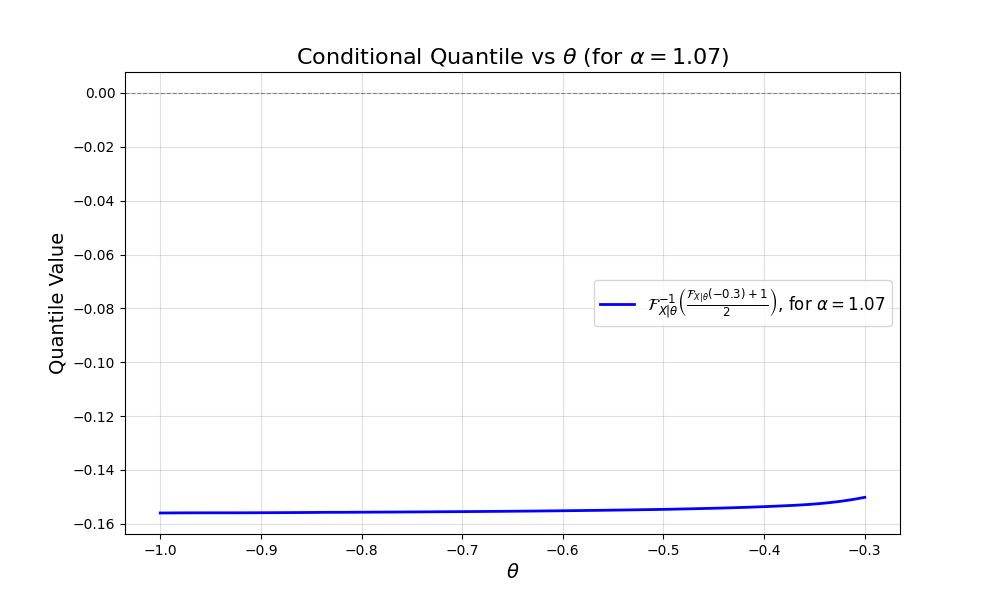 Conditional Quantile vs θ (for α = 1.07)
Quantile Value
0.00
−0.02
−0.04
−0.06
−0.08
−0.10
−0.12
−0.14
−0.16
𝓕⁻¹_{X|θ}((𝓕_{X|θ}(−0.3)+1)/2), for α = 1.07
−1.0 −0.9 −0.8 −0.7 −0.6 −0.5 −0.4 −0.3
θ